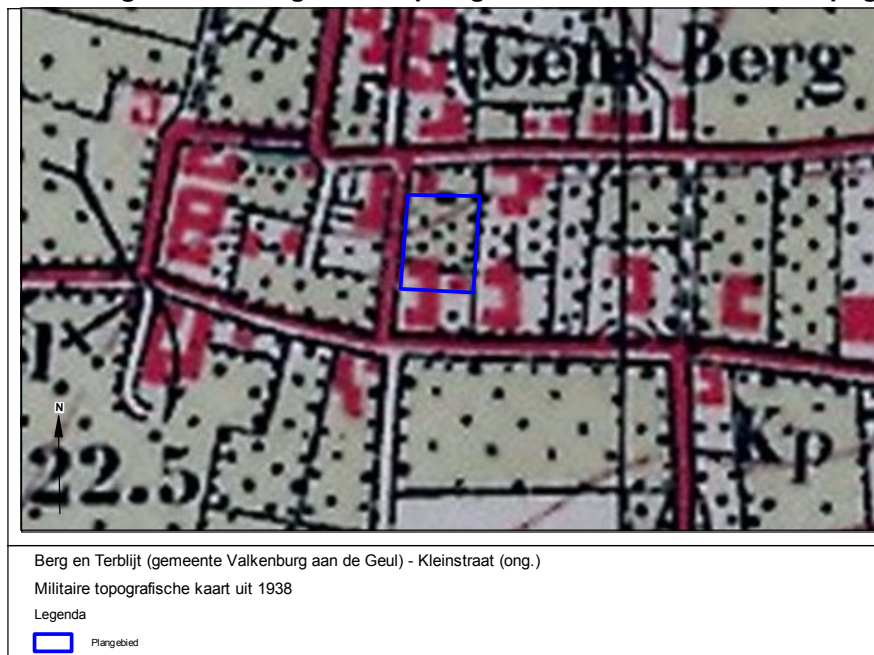 (Gem. Berg
1
N
22.5
Kp
Berg en Terblijt (gemeente Valkenburg aan de Geul) - Kleinstraat (ong.)
Militaire topografische kaart uit 1938
Legenda
Plangebied